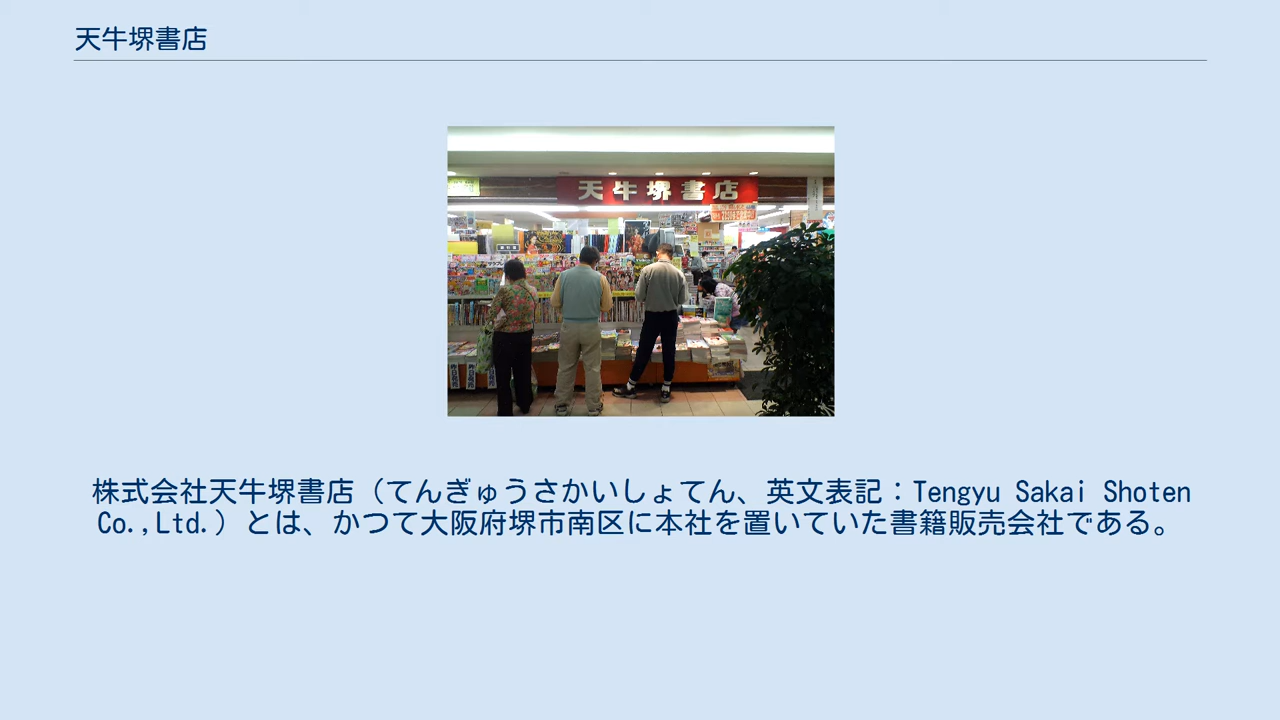 天牛堺書店
天牛堺書店
株式会社天牛堺書店（てんぎゅうさかいしょてん、英文表記：Tengyu Sakai Shoten
Co.,Ltd.）とは、かつて大阪府堺市南区に本社を置いていた書籍販売会社である。